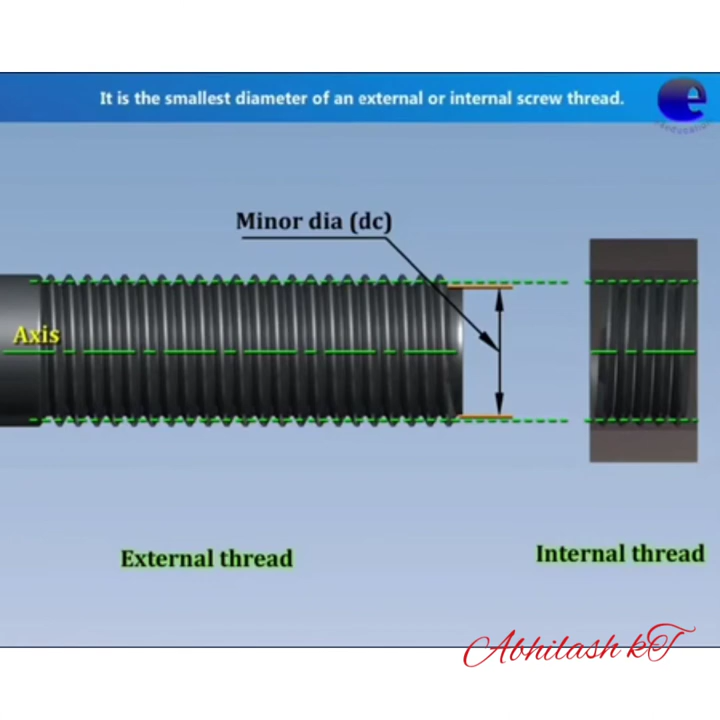 It is the smallest diameter of an external or internal screw thread.
e
Minor dia (dc)
Axis
External thread
Internal thread
Abhilash kT